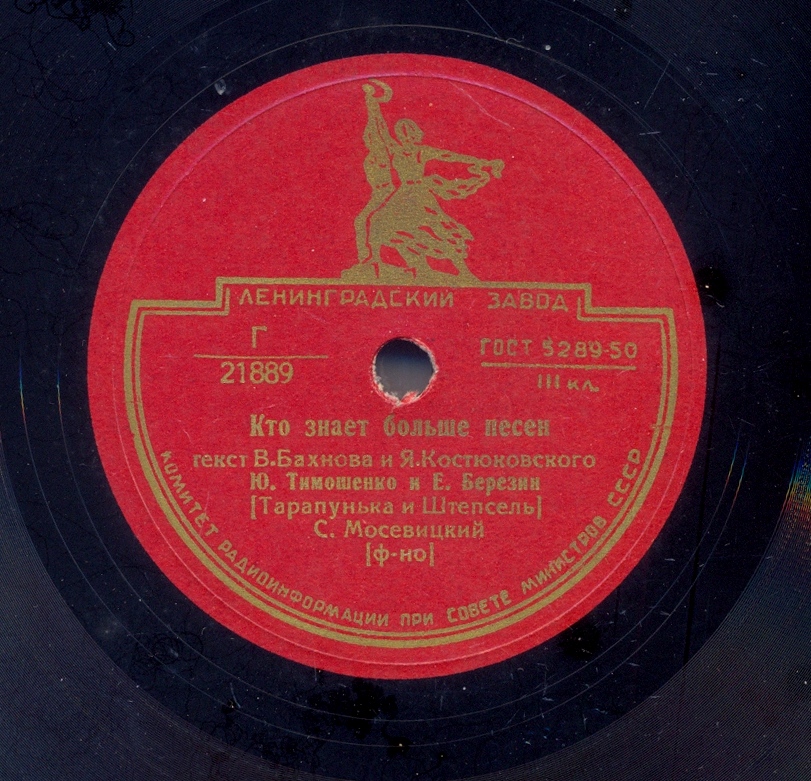 ЛЕНИНГРАДСКИЙ ЗАВОД
Г
21889
ГОСТ 5289-50
III кл.
Кто знает больше песен
текст В.Бахнова и Я.Костюковского
Ю. Тимошенко и Е. Березин
[Тарапунька и Штепсель]
С. Мосевицкий
[ф-но]
КОМИТЕТ РАДИОИНФОРМАЦИИ ПРИ СОВЕТЕ МИНИСТРОВ СССР